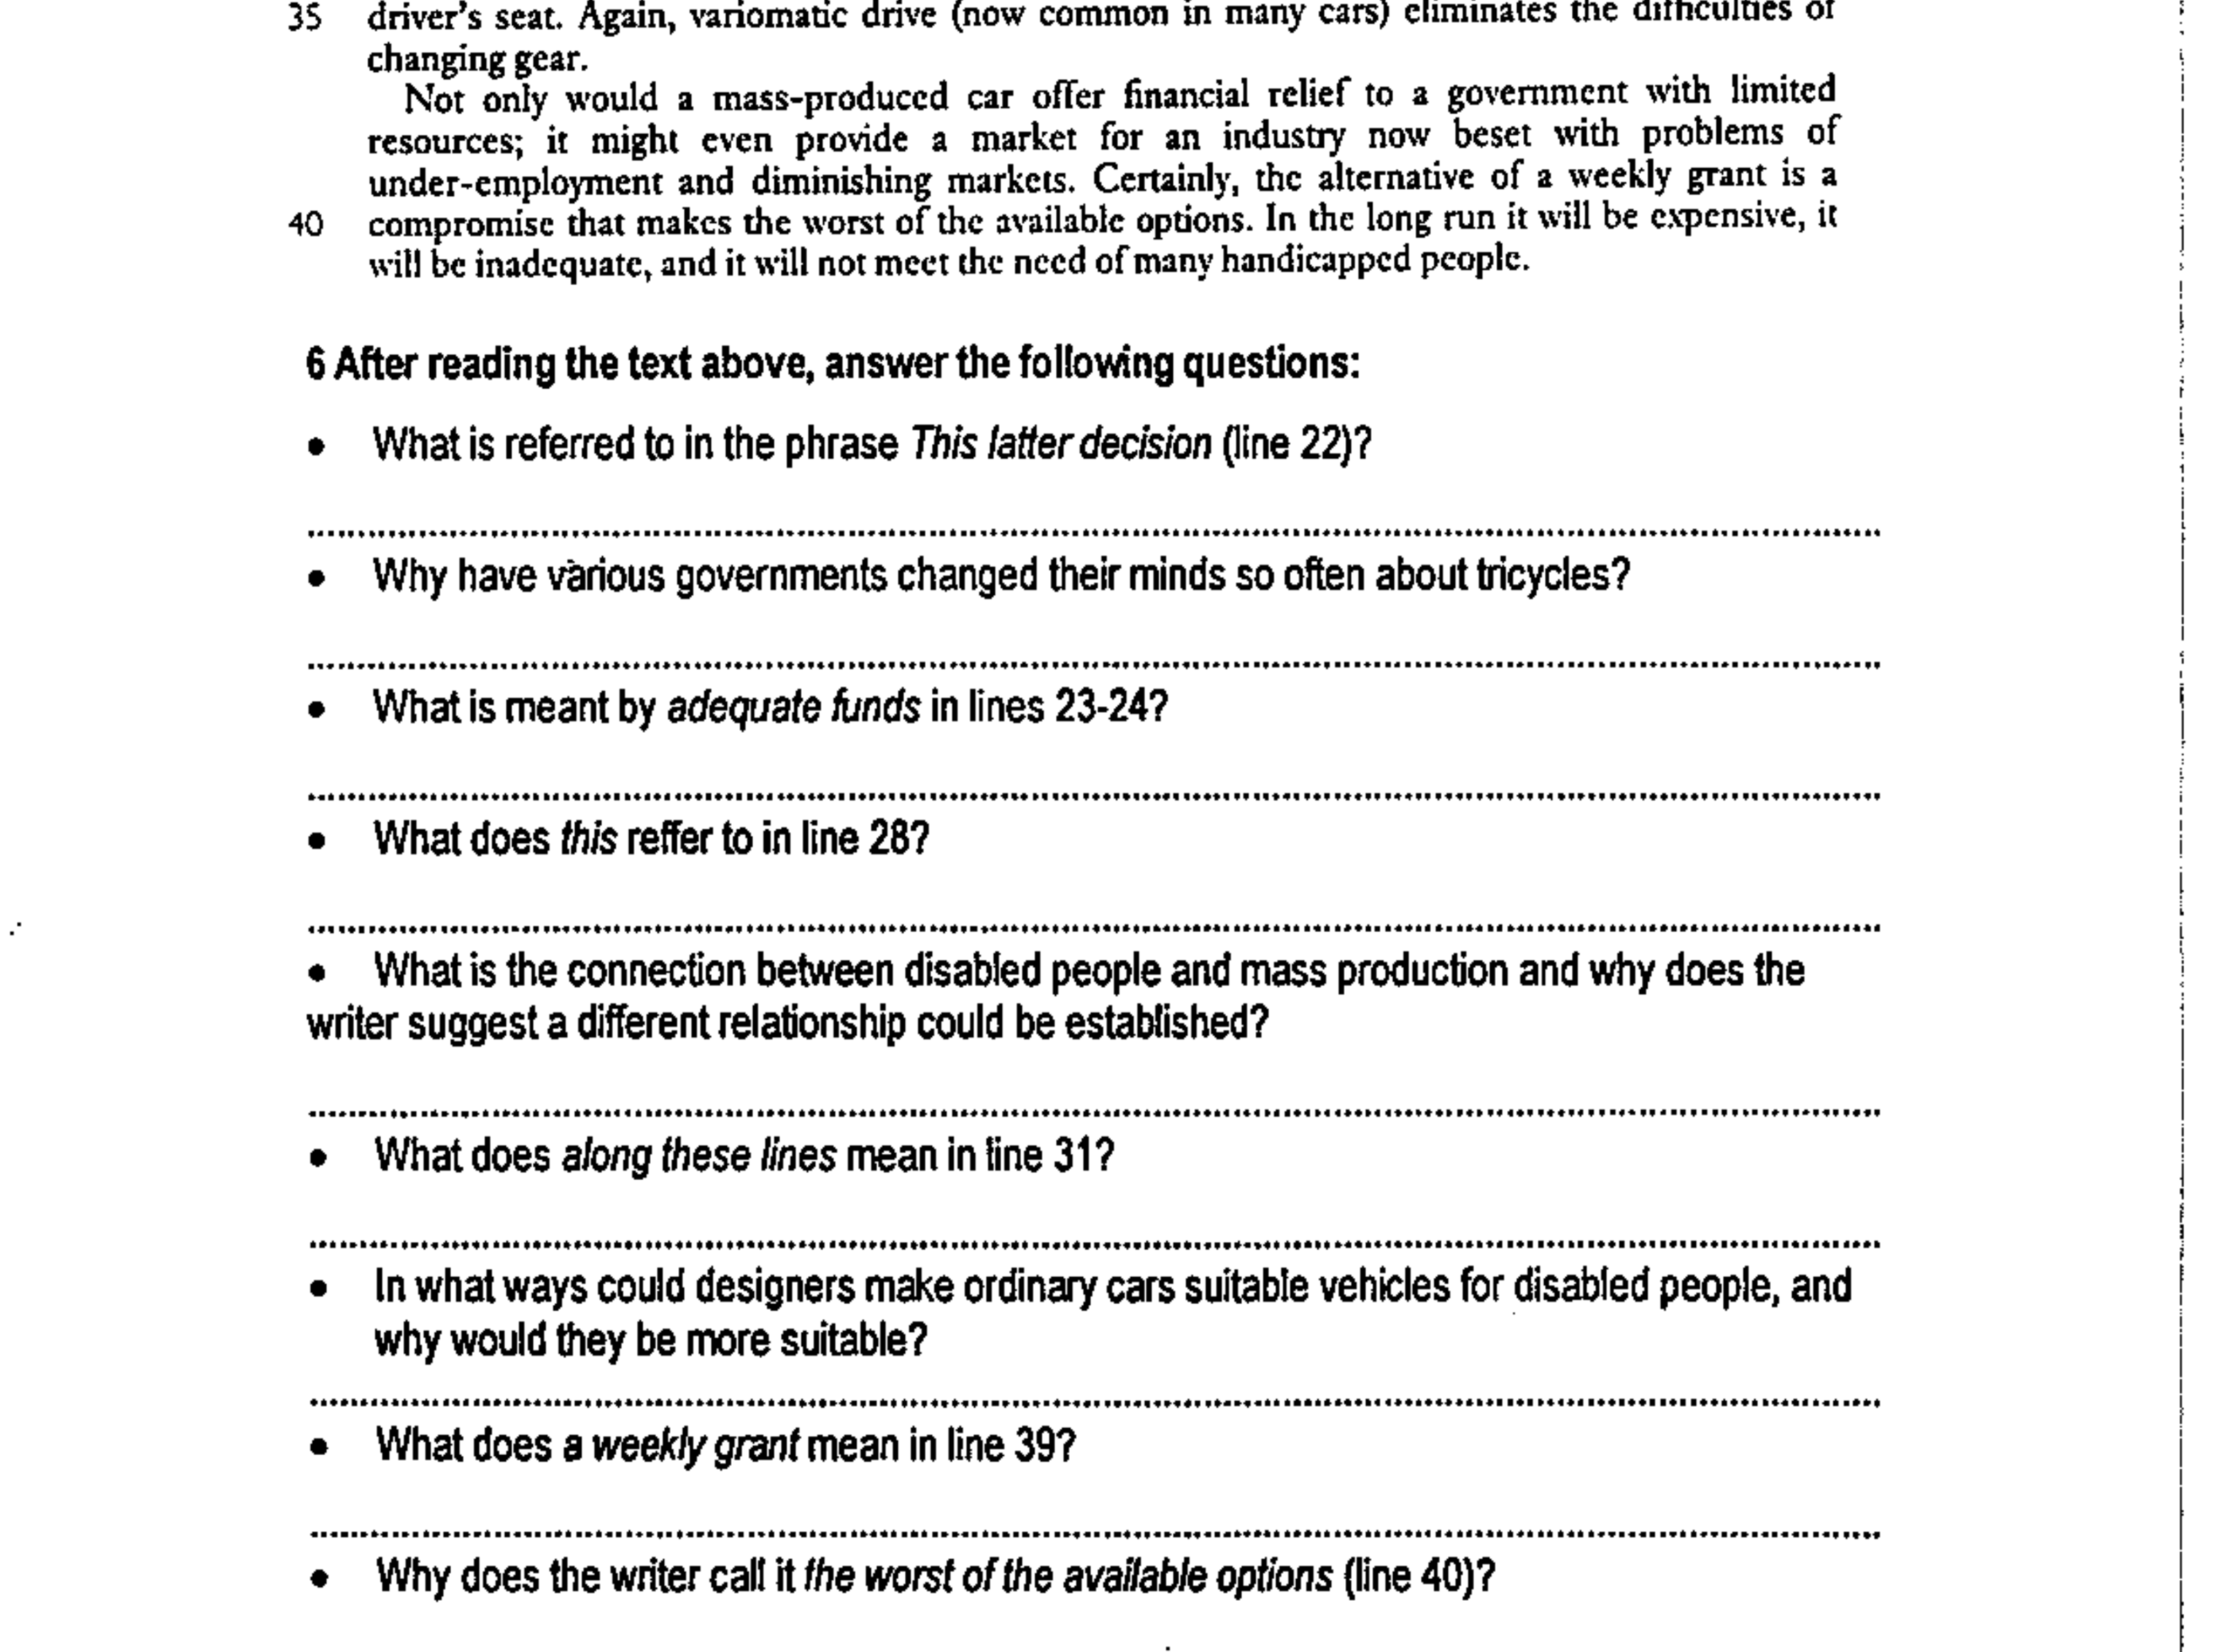 35 driver's seat. Again, variomatic drive (now common in many cars) eliminates the difficulties of
changing gear.
Not only would a mass-produced car offer financial relief to a government with limited
resources; it might even provide a market for an industry now beset with problems of
under-employment and diminishing markets. Certainly, the alternative of a weekly grant is a
40 compromise that makes the worst of the available options. In the long run it will be expensive, it
will be inadequate, and it will not meet the need of many handicapped people.
6 After reading the text above, answer the following questions:
• What is referred to in the phrase This latter decision (line 22)?
• Why have various governments changed their minds so often about tricycles?
• What is meant by adequate funds in lines 23-24?
• What does this reffer to in line 28?
• What is the connection between disabled people and mass production and why does the
writer suggest a different relationship could be established?
• What does along these lines mean in line 31?
• In what ways could designers make ordinary cars suitable vehicles for disabled people, and
why would they be more suitable?
• What does a weekly grant mean in line 39?
• Why does the writer call it the worst of the available options (line 40)?